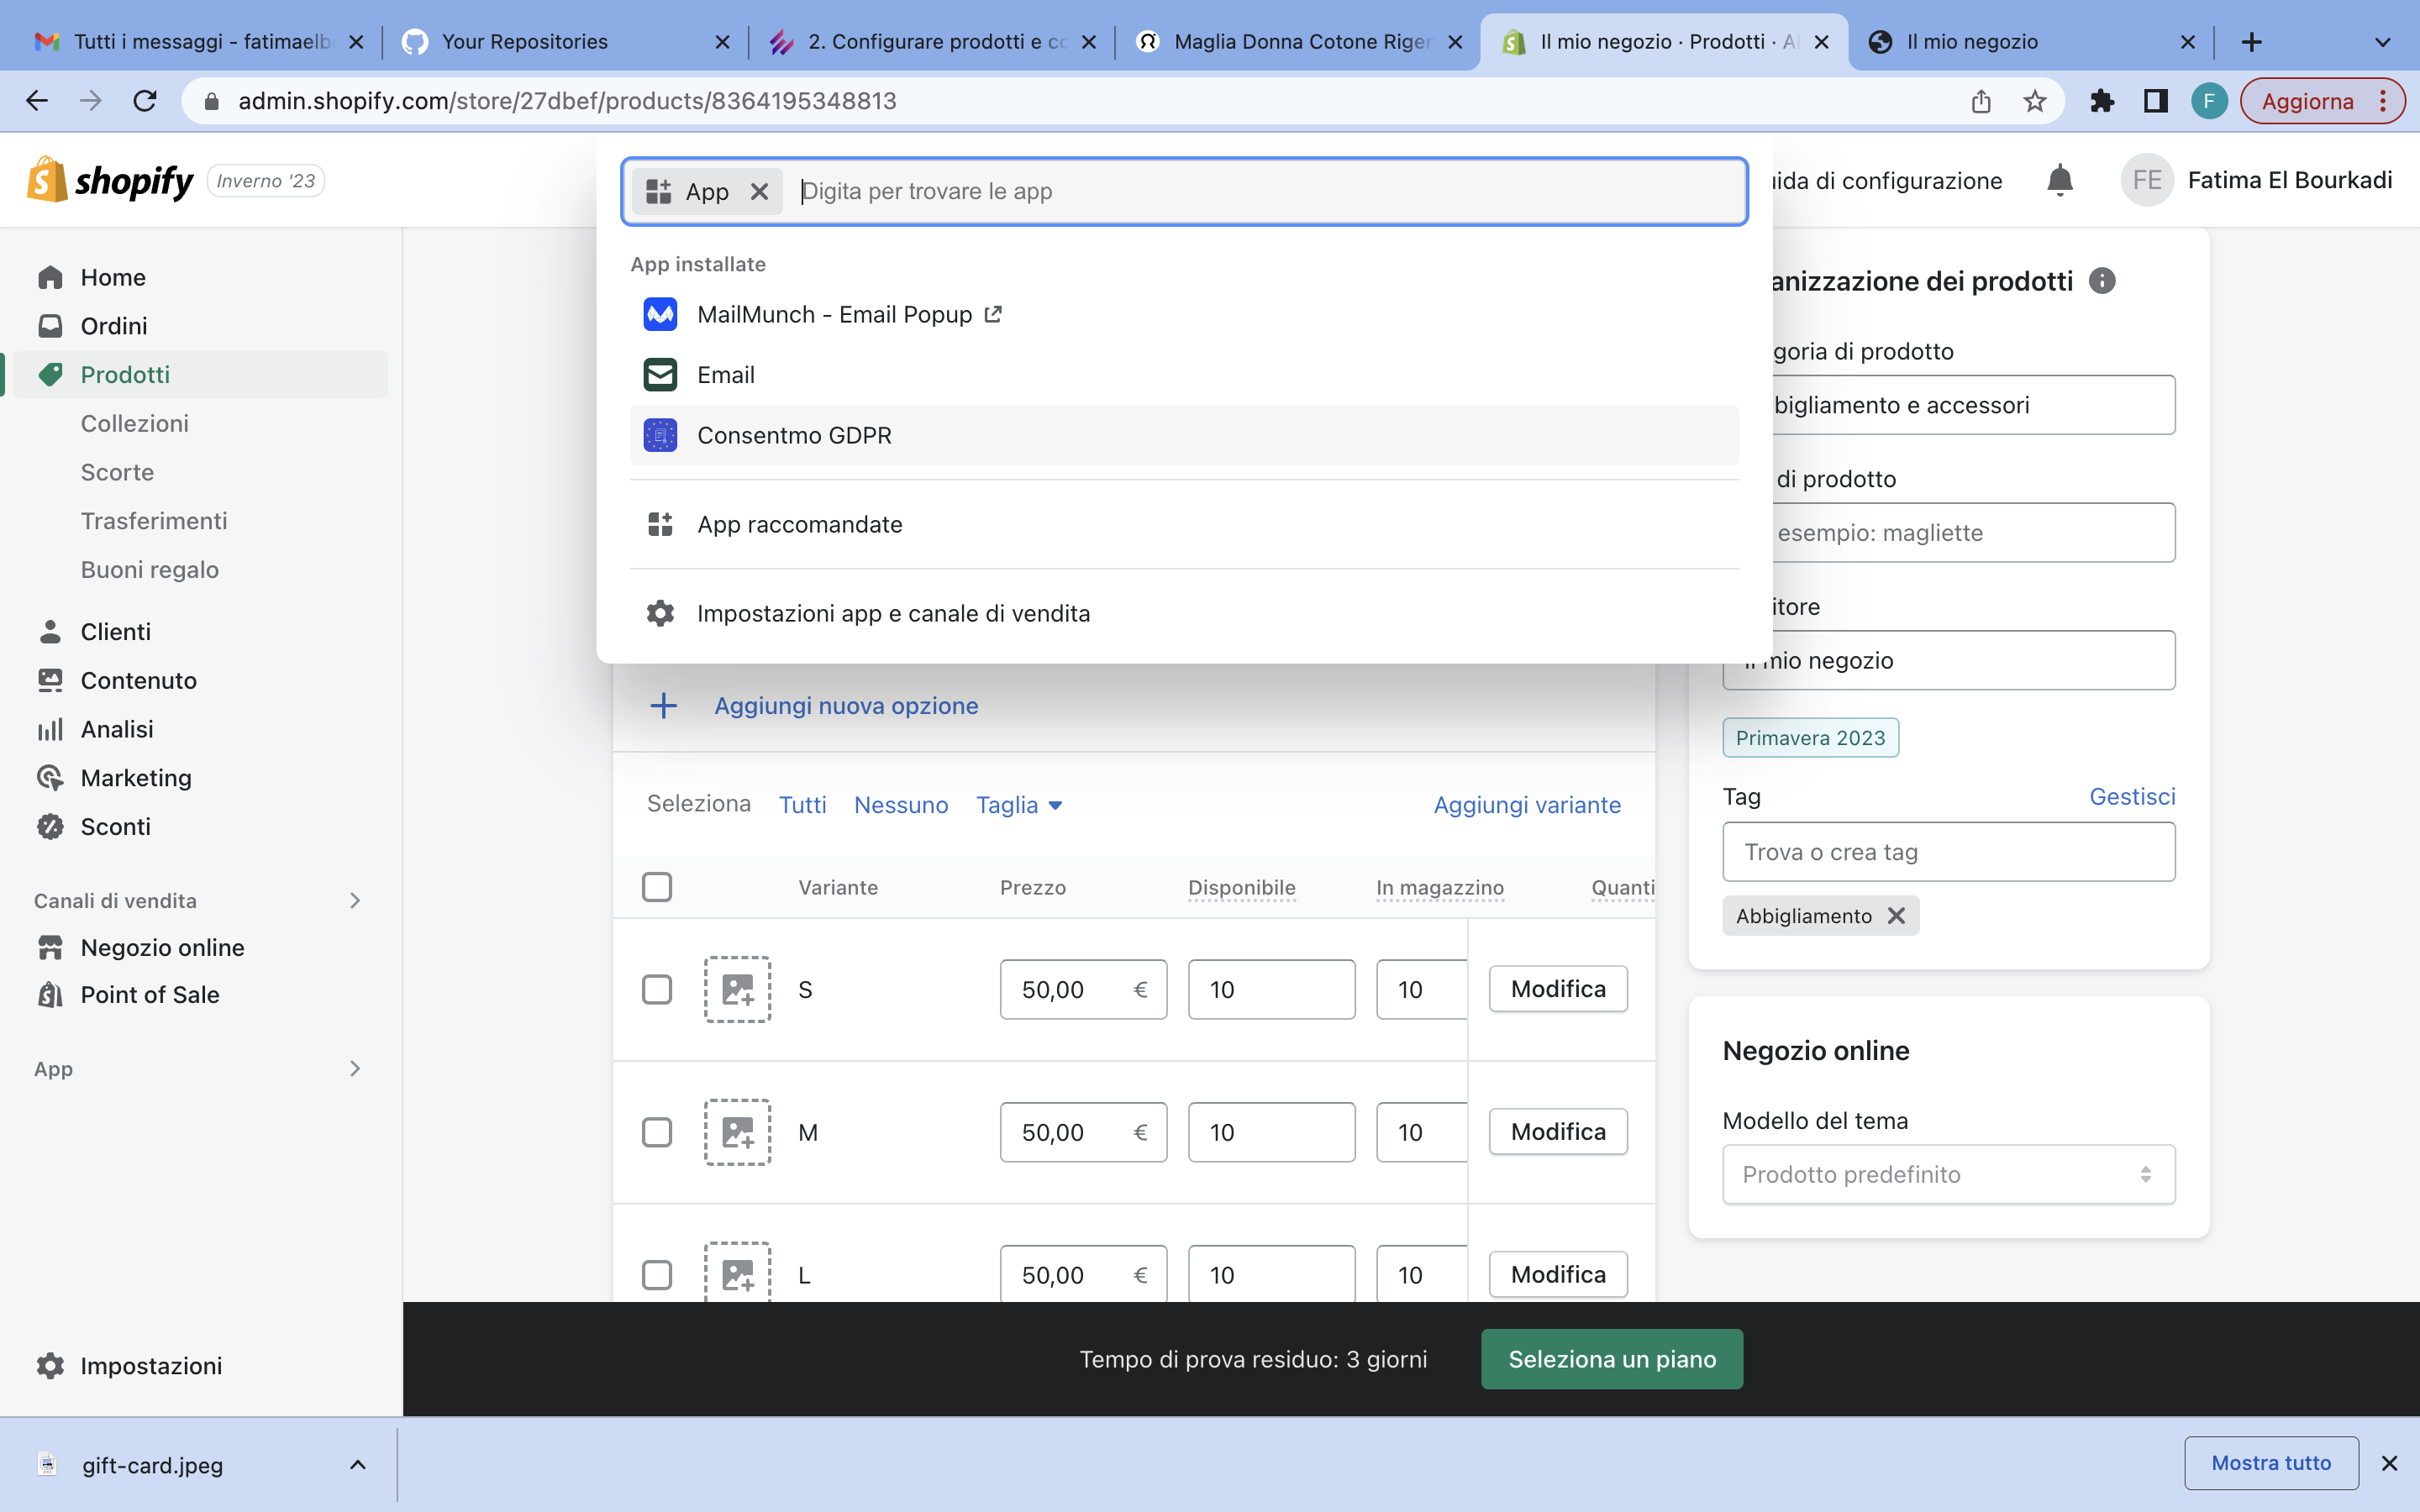 Tutti i messaggi - fatimaelb
Your Repositories
2. Configurare prodotti e co
Maglia Donna Cotone Riger
Il mio negozio · Prodotti · A
Il mio negozio
admin.shopify.com/store/27dbef/products/8364195348813
F
Aggiorna
shopify
Inverno '23
App
Digita per trovare le app
uida di configurazione
FE
Fatima El Bourkadi
Home
Ordini
Prodotti
Collezioni
Scorte
Trasferimenti
Buoni regalo
Clienti
Contenuto
Analisi
Marketing
Sconti
Canali di vendita
Negozio online
Point of Sale
App
Impostazioni
App installate
MailMunch - Email Popup
Email
Consentmo GDPR
App raccomandate
Impostazioni app e canale di vendita
Aggiungi nuova opzione
Seleziona Tutti Nessuno Taglia Aggiungi variante
Variante Prezzo Disponibile In magazzino Quanti
S 50,00 € 10 10 Modifica
M 50,00 € 10 10 Modifica
L 50,00 € 10 10 Modifica
anizzazione dei prodotti
goria di prodotto
bigliamento e accessori
di prodotto
esempio: magliette
itore
Il mio negozio
Primavera 2023
Tag Gestisci
Trova o crea tag
Abbigliamento
Negozio online
Modello del tema
Prodotto predefinito
Tempo di prova residuo: 3 giorni
Seleziona un piano
gift-card.jpeg
Mostra tutto